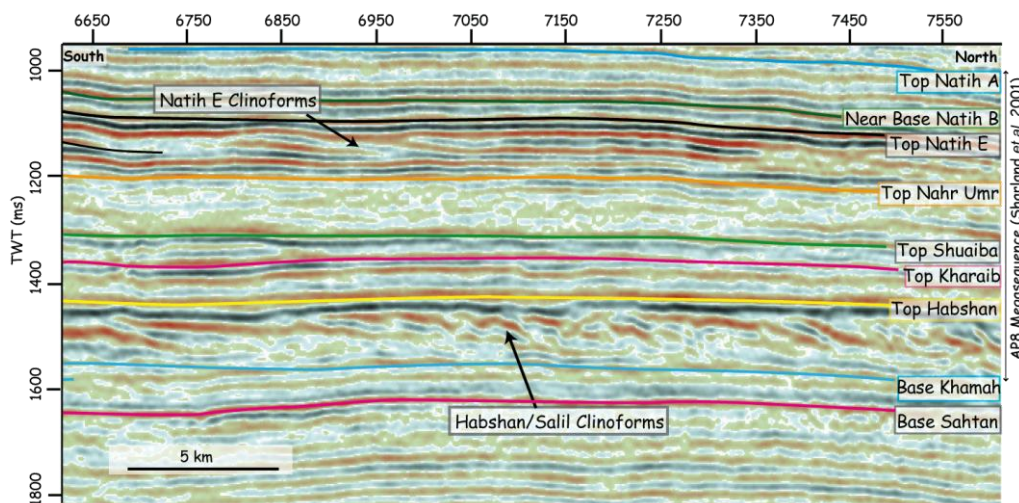 6650 6750 6850 6950 7050 7150 7250 7350 7450 7550
South
North
1000
1200
1400
1600
1800
TWT (ms)
Top Natih A
Natih E Clinoforms
Near Base Natih B
Top Natih E
Top Nahr Umr
Top Shuaiba
Top Kharaib
Top Habshan
Base Khamah
Habshan/Salil Clinoforms
Base Sahtan
5 km
AP8 Megasequence (Sharland et al. 2001)